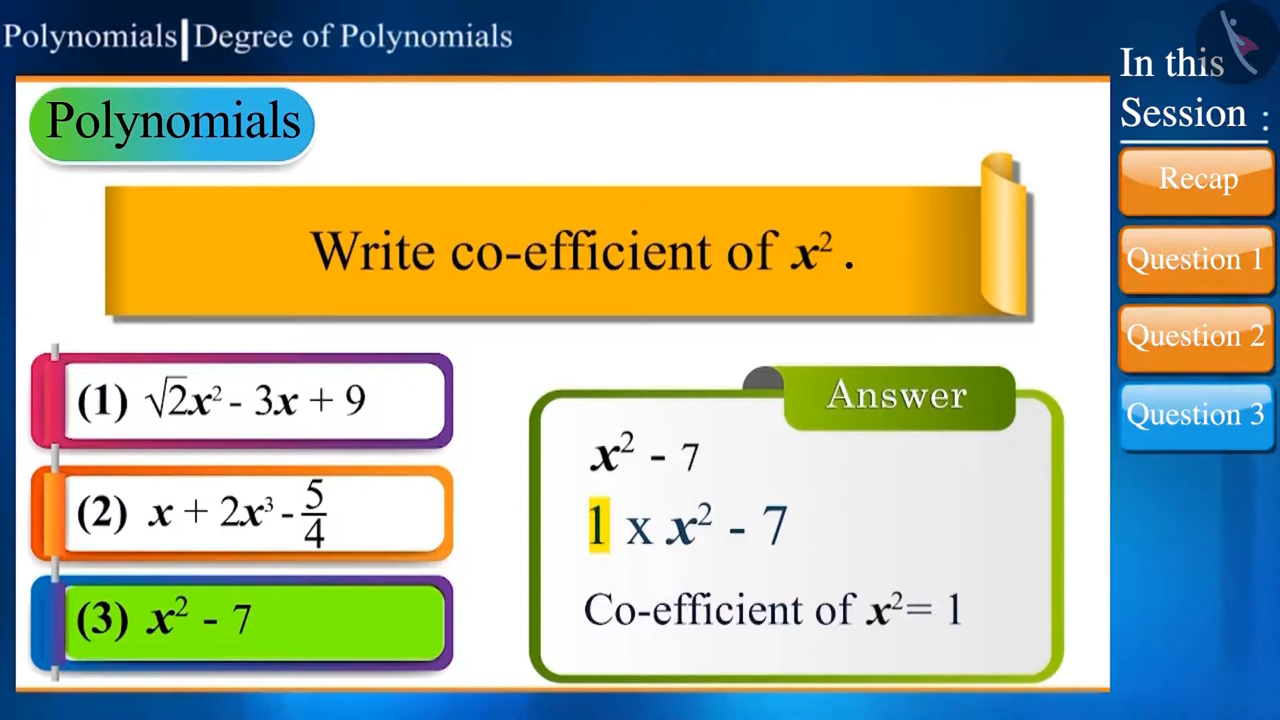 Polynomials|Degree of Polynomials
In this
Session :
Polynomials
Write co-efficient of x².
(1) √2x² - 3x + 9
(2) x + 2x³ - 5/4
(3) x² - 7
Answer
x² - 7
1 x x² - 7
Co-efficient of x²= 1
Recap
Question 1
Question 2
Question 3